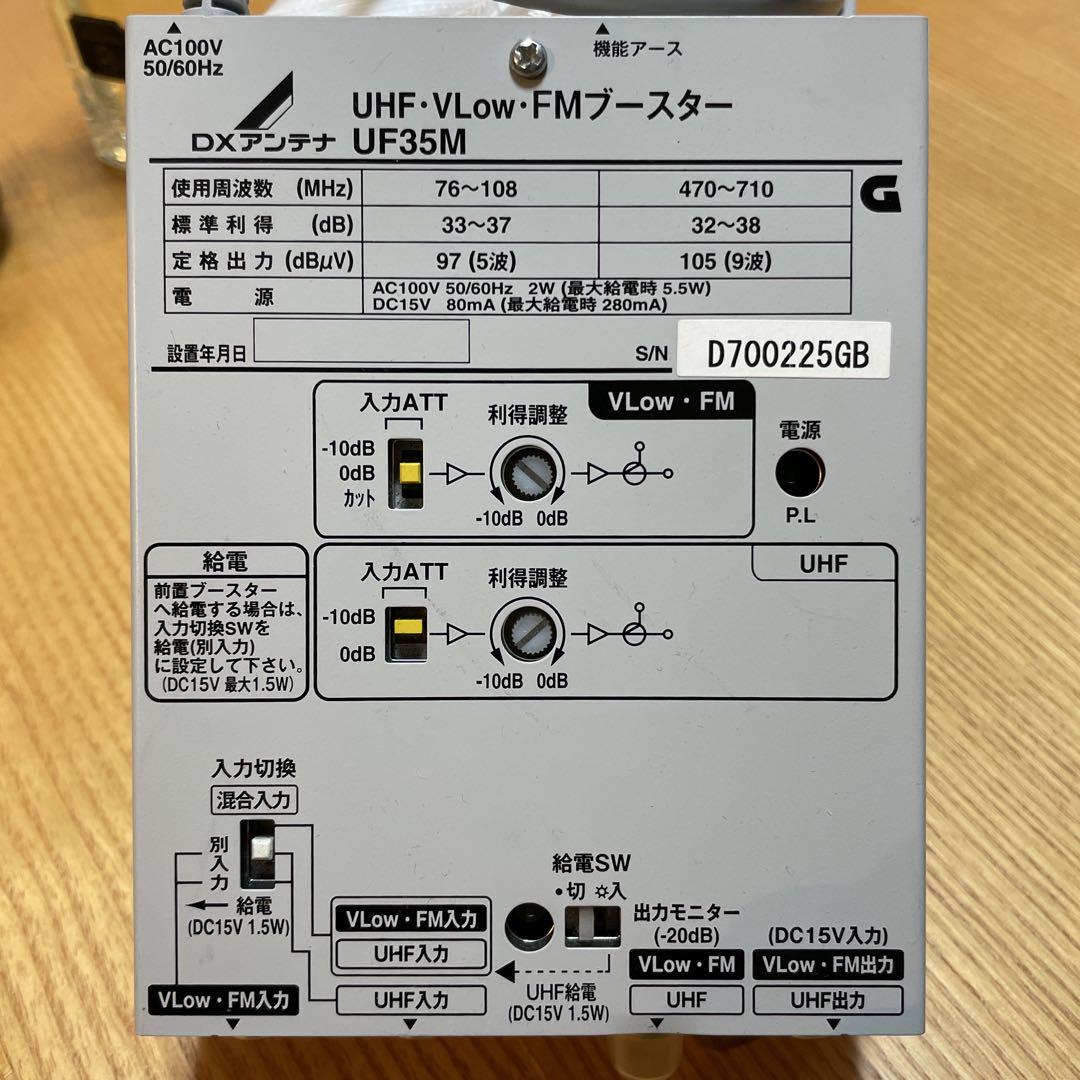 AC100V
50/60Hz
機能アース
DXアンテナ
UHF・VLow・FMブースター
UF35M
使用周波数 (MHz) 76〜108 470〜710
標準利得 (dB) 33〜37 32〜38
定格出力 (dBμV) 97 (5波) 105 (9波)
電源 AC100V 50/60Hz 2W (最大給電時 5.5W)
DC15V 80mA (最大給電時 280mA)
G
設置年月日
S/N D700225GB
VLow・FM
入力ATT
利得調整
-10dB
0dB
カット
-10dB 0dB
電源
P.L
給電
前置ブースター
へ給電する場合は、
入力切換SWを
給電(別入力)
に設定して下さい。
(DC15V 最大1.5W)
UHF
入力ATT
利得調整
-10dB
0dB
-10dB 0dB
入力切換
混合入力
別入力
給電
(DC15V 1.5W)
VLow・FM入力
UHF入力
VLow・FM入力
UHF入力
給電SW
・切 ☼入
UHF給電
(DC15V 1.5W)
出力モニター
(-20dB)
VLow・FM
UHF
(DC15V入力)
VLow・FM出力
UHF出力